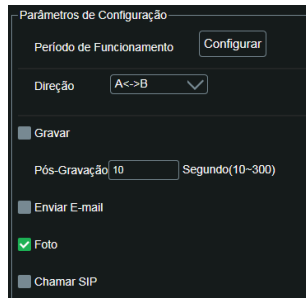 Parâmetros de Configuração
Período de Funcionamento Configurar
Direção A<->B
Gravar
Pós-Gravação 10 Segundo(10~300)
Enviar E-mail
Foto
Chamar SIP